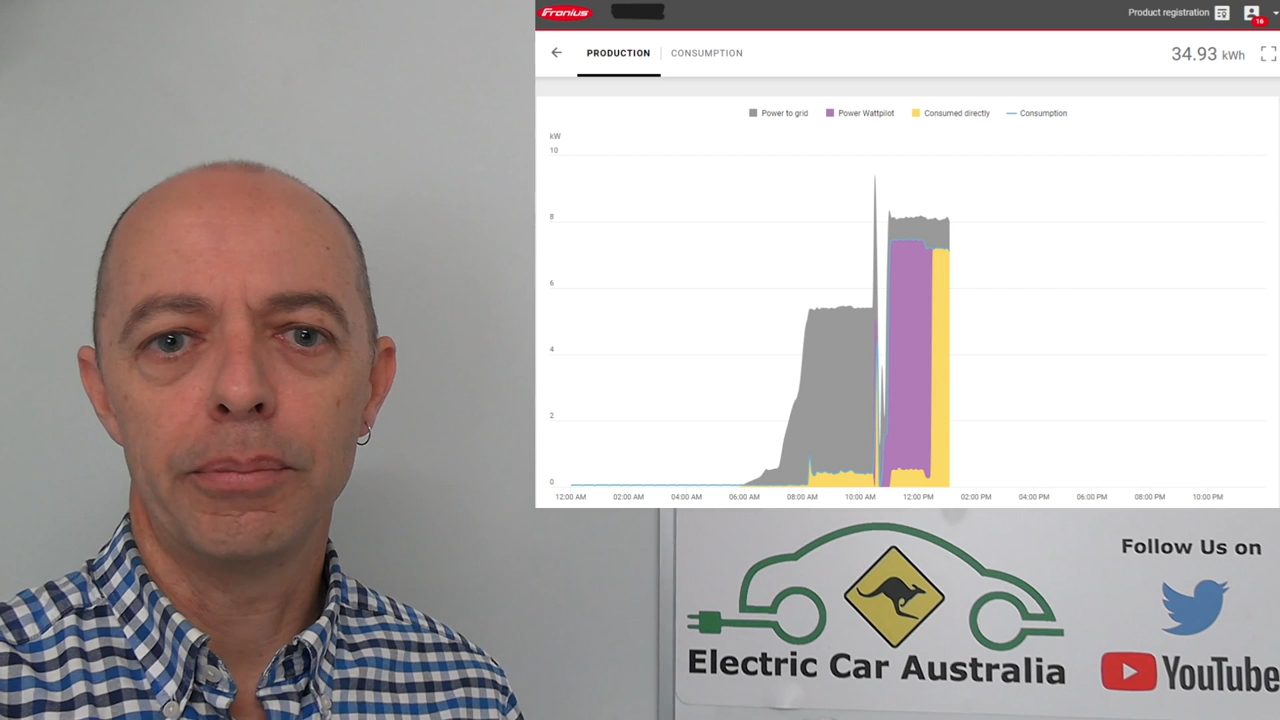 Fronius
Product registration
16
PRODUCTION
CONSUMPTION
34.93 kWh
Power to grid
Power Wattpilot
Consumed directly
Consumption
kW
10
8
6
4
2
0
12:00 AM
02:00 AM
04:00 AM
06:00 AM
08:00 AM
10:00 AM
12:00 PM
02:00 PM
04:00 PM
06:00 PM
08:00 PM
10:00 PM
Follow Us on
Electric Car Australia
YouTube